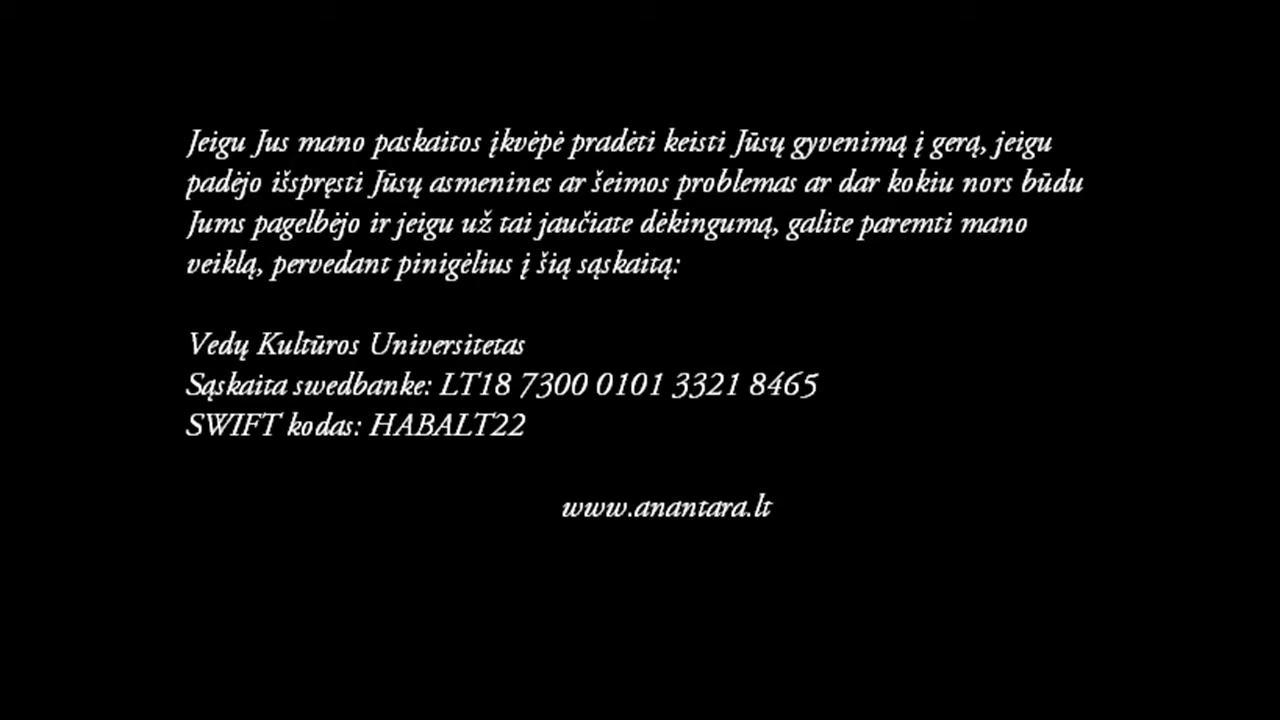 Jeigu Jus mano paskaitos įkvėpė pradėti keisti Jūsų gyvenimą į gerą, jeigu
padėjo išspręsti Jūsų asmenines ar šeimos problemas ar dar kokiu nors būdu
Jums pagelbėjo ir jeigu už tai jaučiate dėkingumą, galite paremti mano
veiklą, pervedant pinigėlius į šią sąskaitą:
Vedų Kultūros Universitetas
Sąskaita swedbanke: LT18 7300 0101 3321 8465
SWIFT kodas: HABALT22
www.anantara.lt